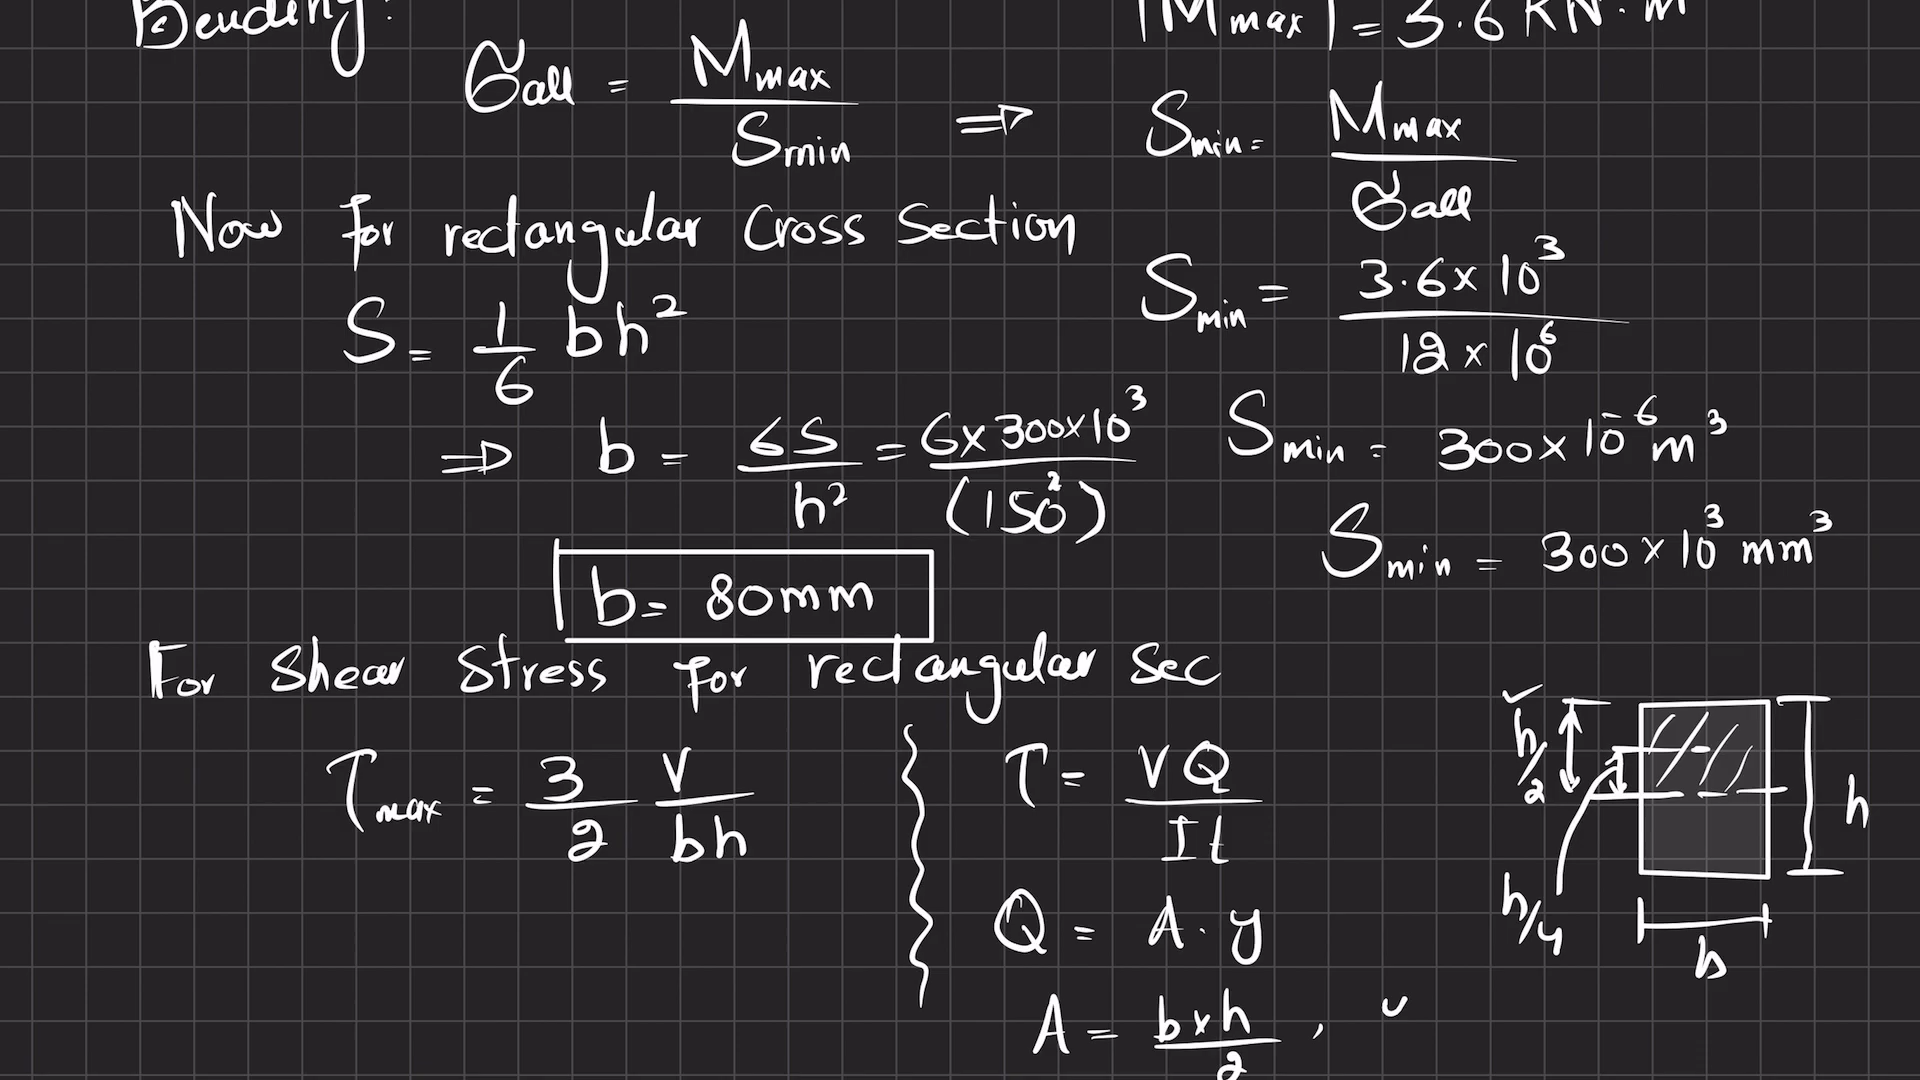 Bending:
|Mmax| = 3.6 KN.m
σall = Mmax / Smin ⇒ Smin = Mmax / σall
Now for rectangular Cross Section
Smin = 3.6 x 10³ / 12 x 10⁶
S = 1/6 bh²
⇒ b = 6S / h² = 6 x 300 x 10³ / (150²)
Smin = 300 x 10⁻⁶ m³
Smin = 300 x 10³ mm³
b = 80mm
For Shear Stress for rectangular Sec
τmax = 3/2 V/bh
τ = VQ / It
Q = A . y
A = b x h / 2 ,
h/2
h
h/4
b